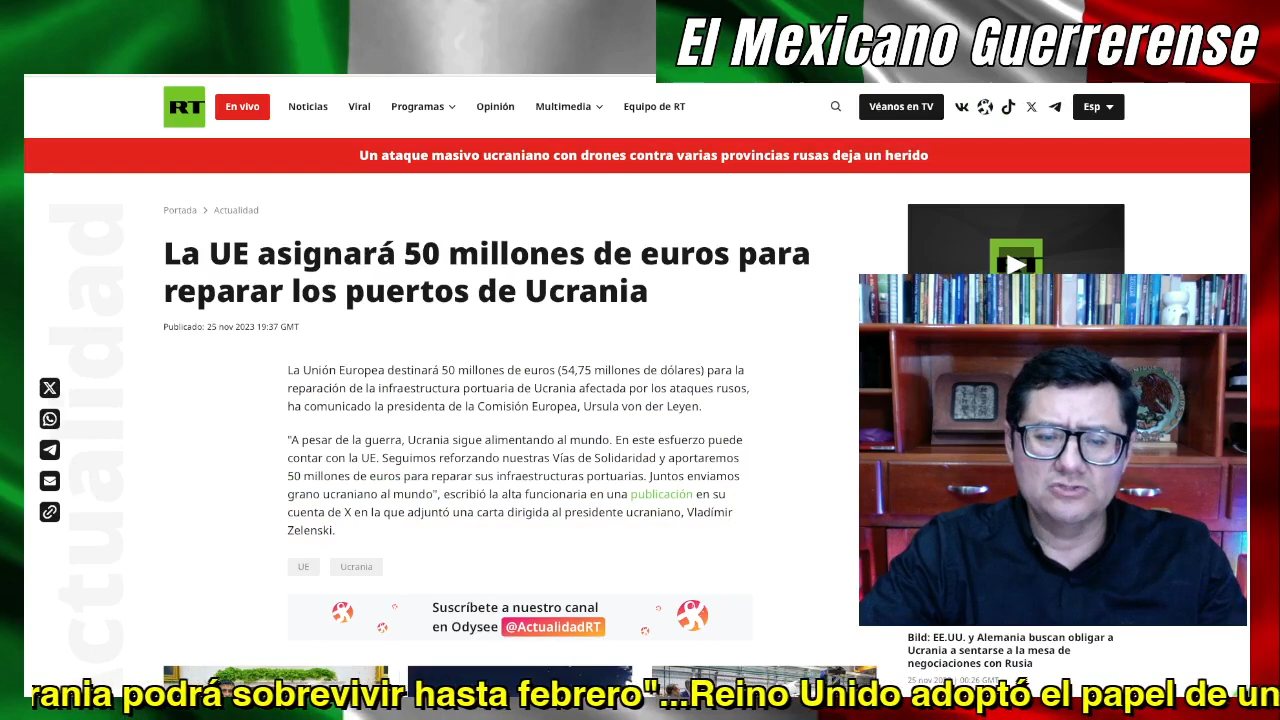 El Mexicano Guerrerense
RT
En vivo
Noticias
Viral
Programas
Opinión
Multimedia
Equipo de RT
Véanos en TV
Esp
Un ataque masivo ucraniano con drones contra varias provincias rusas deja un herido
Actualidad
Portada > Actualidad
La UE asignará 50 millones de euros para
reparar los puertos de Ucrania
Publicado: 25 nov 2023 19:37 GMT
La Unión Europea destinará 50 millones de euros (54,75 millones de dólares) para la
reparación de la infraestructura portuaria de Ucrania afectada por los ataques rusos,
ha comunicado la presidenta de la Comisión Europea, Ursula von der Leyen.
"A pesar de la guerra, Ucrania sigue alimentando al mundo. En este esfuerzo puede
contar con la UE. Seguimos reforzando nuestras Vías de Solidaridad y aportaremos
50 millones de euros para reparar sus infraestructuras portuarias. Juntos enviamos
grano ucraniano al mundo", escribió la alta funcionaria en una publicación en su
cuenta de X en la que adjuntó una carta dirigida al presidente ucraniano, Vladímir
Zelenski.
UE
Ucrania
Suscríbete a nuestro canal
en Odysee @ActualidadRT
Bild: EE.UU. y Alemania buscan obligar a
Ucrania a sentarse a la mesa de
negociaciones con Rusia
25 nov 2023 | 00:26 GMT
rania podrá sobrevivir hasta febrero"...Reino Unido adoptó el papel de un